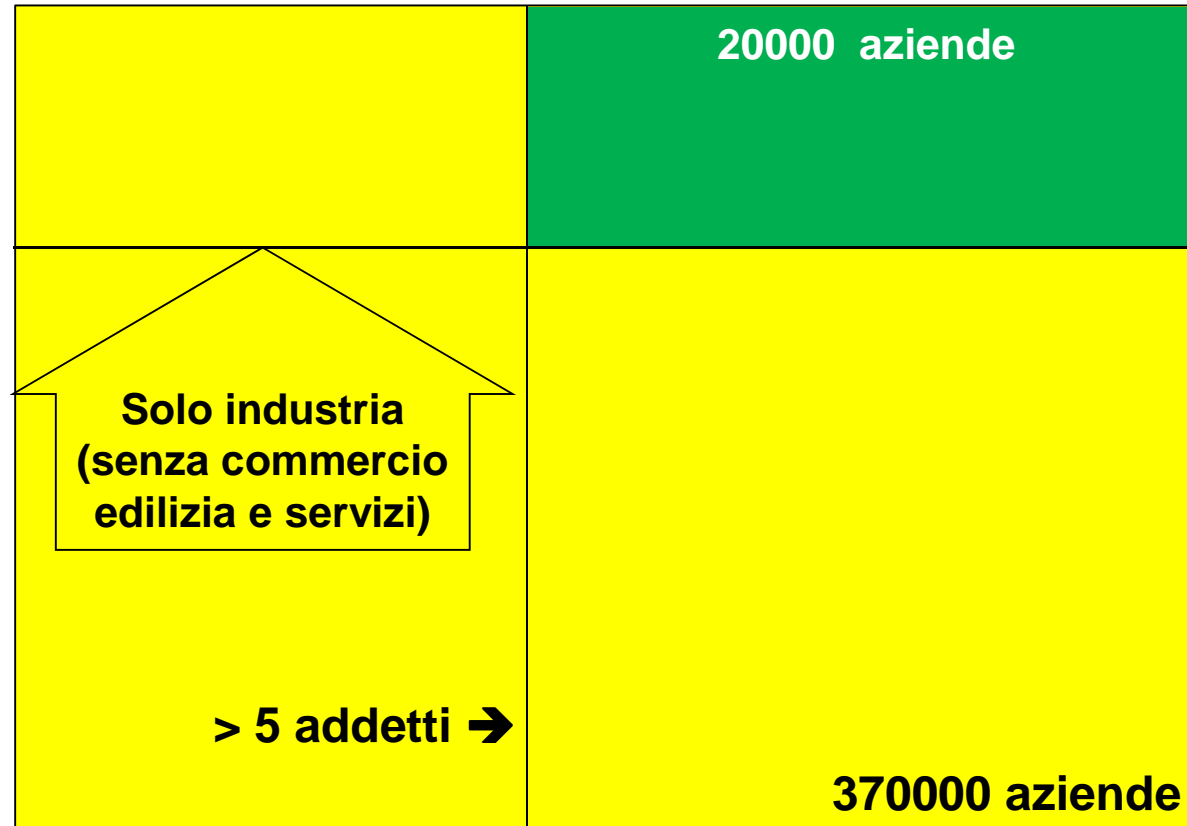 20000 aziende
Solo industria
(senza commercio
edilizia e servizi)
> 5 addetti ➔
370000 aziende